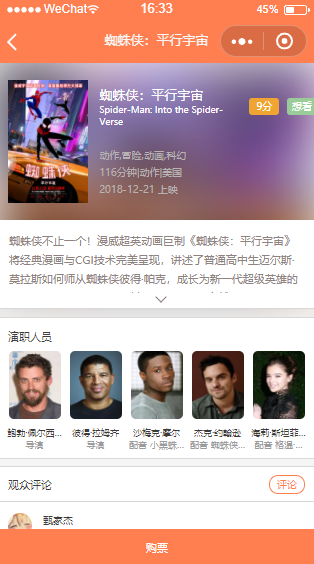 WeChat 16:33 45%
蜘蛛侠：平行宇宙
蜘蛛侠：平行宇宙
Spider-Man: Into the Spider-Verse
9分 想看
动作,冒险,动画,科幻
116分钟|动作|美国
2018-12-21 上映
蜘蛛侠
蜘蛛侠不止一个！漫威超英动画巨制《蜘蛛侠：平行宇宙》
将经典漫画与CGI技术完美呈现，讲述了普通高中生迈尔斯·
莫拉斯如何师从蜘蛛侠彼得·帕克，成长为新一代超级英雄的
演职人员
鲍勃·佩尔西... 彼得·拉姆齐 沙梅克·摩尔 杰克·约翰逊 海莉·斯坦菲...
导演 导演 配音 小黑蛛... 配音 蜘蛛侠... 配音 格温·...
观众评论 评论
甄家杰
购票